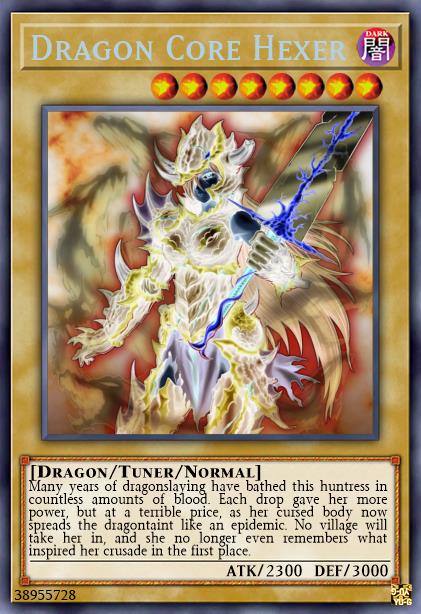 DRAGON CORE HEXER
DARK
闇
[DRAGON/TUNER/NORMAL]
Many years of dragonslaying have bathed this huntress in
countless amounts of blood. Each drop gave her more
power, but at a terrible price, as her cursed body now
spreads the dragontaint like an epidemic. No village will
take her in, and she no longer even remembers what
inspired her crusade in the first place.
ATK/2300 DEF/3000
38955728